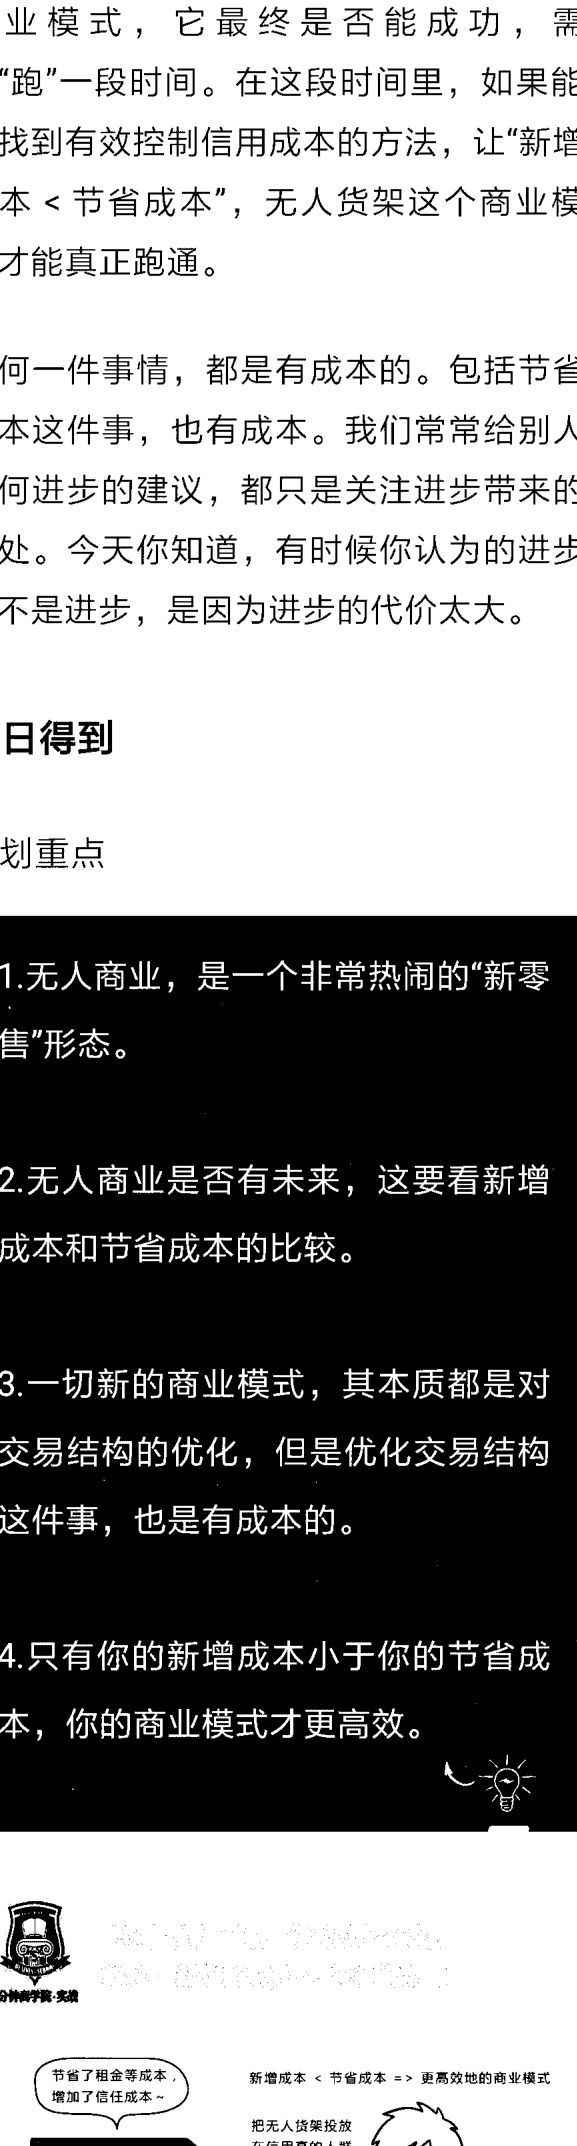 业模式，它最终是否能成功，需
“跑”一段时间。在这段时间里，如果能
找到有效控制信用成本的方法，让“新增
本 < 节省成本”，无人货架这个商业模
才能真正跑通。
何一件事情，都是有成本的。包括节省
本这件事，也有成本。我们常常给别人
何进步的建议，都只是关注进步带来的
处。今天你知道，有时候你认为的进步
不是进步，是因为进步的代价太大。
日得到
划重点
1.无人商业，是一个非常热闹的“新零
售”形态。
2.无人商业是否有未来，这要看新增
成本和节省成本的比较。
3.一切新的商业模式，其本质都是对
交易结构的优化，但是优化交易结构
这件事，也是有成本的。
4.只有你的新增成本小于你的节省成
本，你的商业模式才更高效。
分钟商学院·实战
节省了租金等成本，
增加了信任成本～
新增成本 < 节省成本 => 更高效地的商业模式
把无人货架投放
在信用高的人群